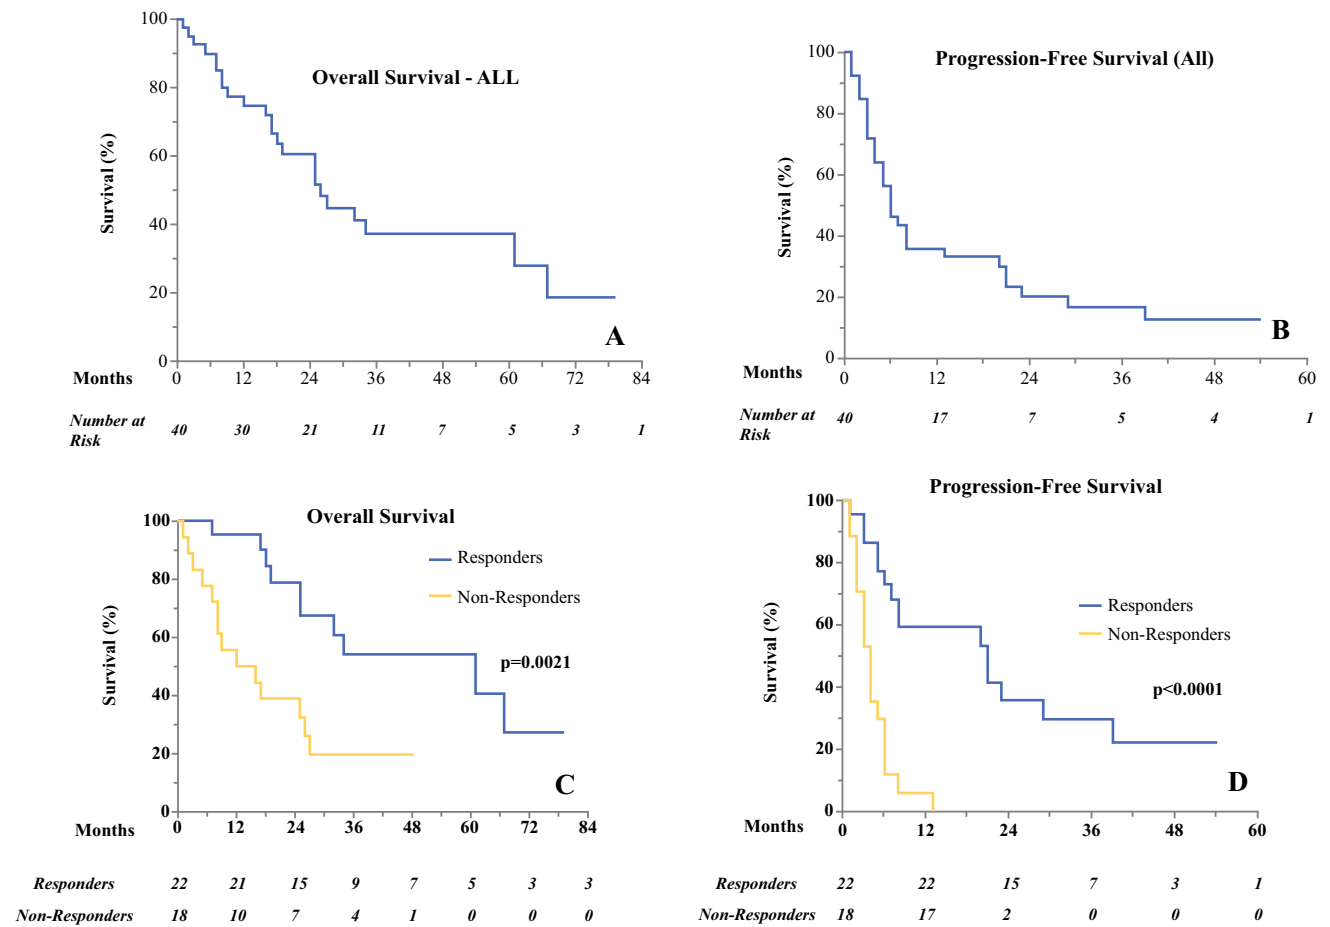 Overall Survival - ALL
Survival (%)
100
80
60
40
20
0
A
Months
0 12 24 36 48 60 72 84
Number at Risk
40 30 21 11 7 5 3 1
Progression-Free Survival (All)
Survival (%)
100
80
60
40
20
0
B
Months
0 12 24 36 48 60
Number at Risk
40 17 7 5 4 1
Overall Survival
Survival (%)
100
80
60
40
20
0
Responders
Non-Responders
p=0.0021
C
Months
0 12 24 36 48 60 72 84
Responders 22 21 15 9 7 5 3 3
Non-Responders 18 10 7 4 1 0 0 0
Progression-Free Survival
Survival (%)
100
80
60
40
20
0
Responders
Non-Responders
p<0.0001
D
Months
0 12 24 36 48 60
Responders 22 22 15 7 3 1
Non-Responders 18 17 2 0 0 0